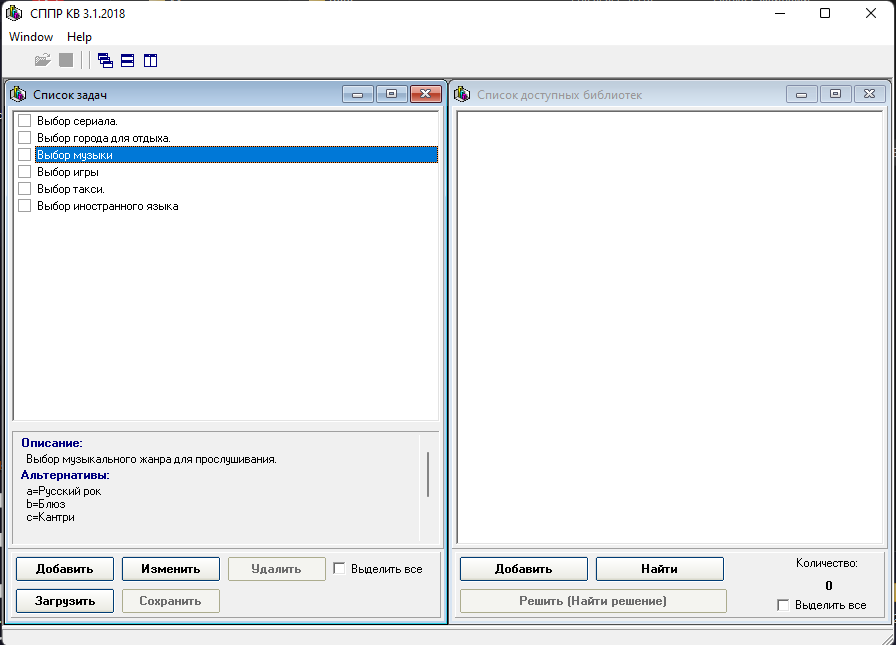 СППР КВ 3.1.2018
Window Help
Список задач
Выбор сериала.
Выбор города для отдыха.
Выбор музыки
Выбор игры
Выбор такси.
Выбор иностранного языка
Описание:
Выбор музыкального жанра для прослушивания.
Альтернативы:
a=Русский рок
b=Блюз
c=Кантри
Добавить Изменить Удалить Выделить все
Загрузить Сохранить
Список доступных библиотек
Добавить Найти Количество:
0
Решить (Найти решение) Выделить все